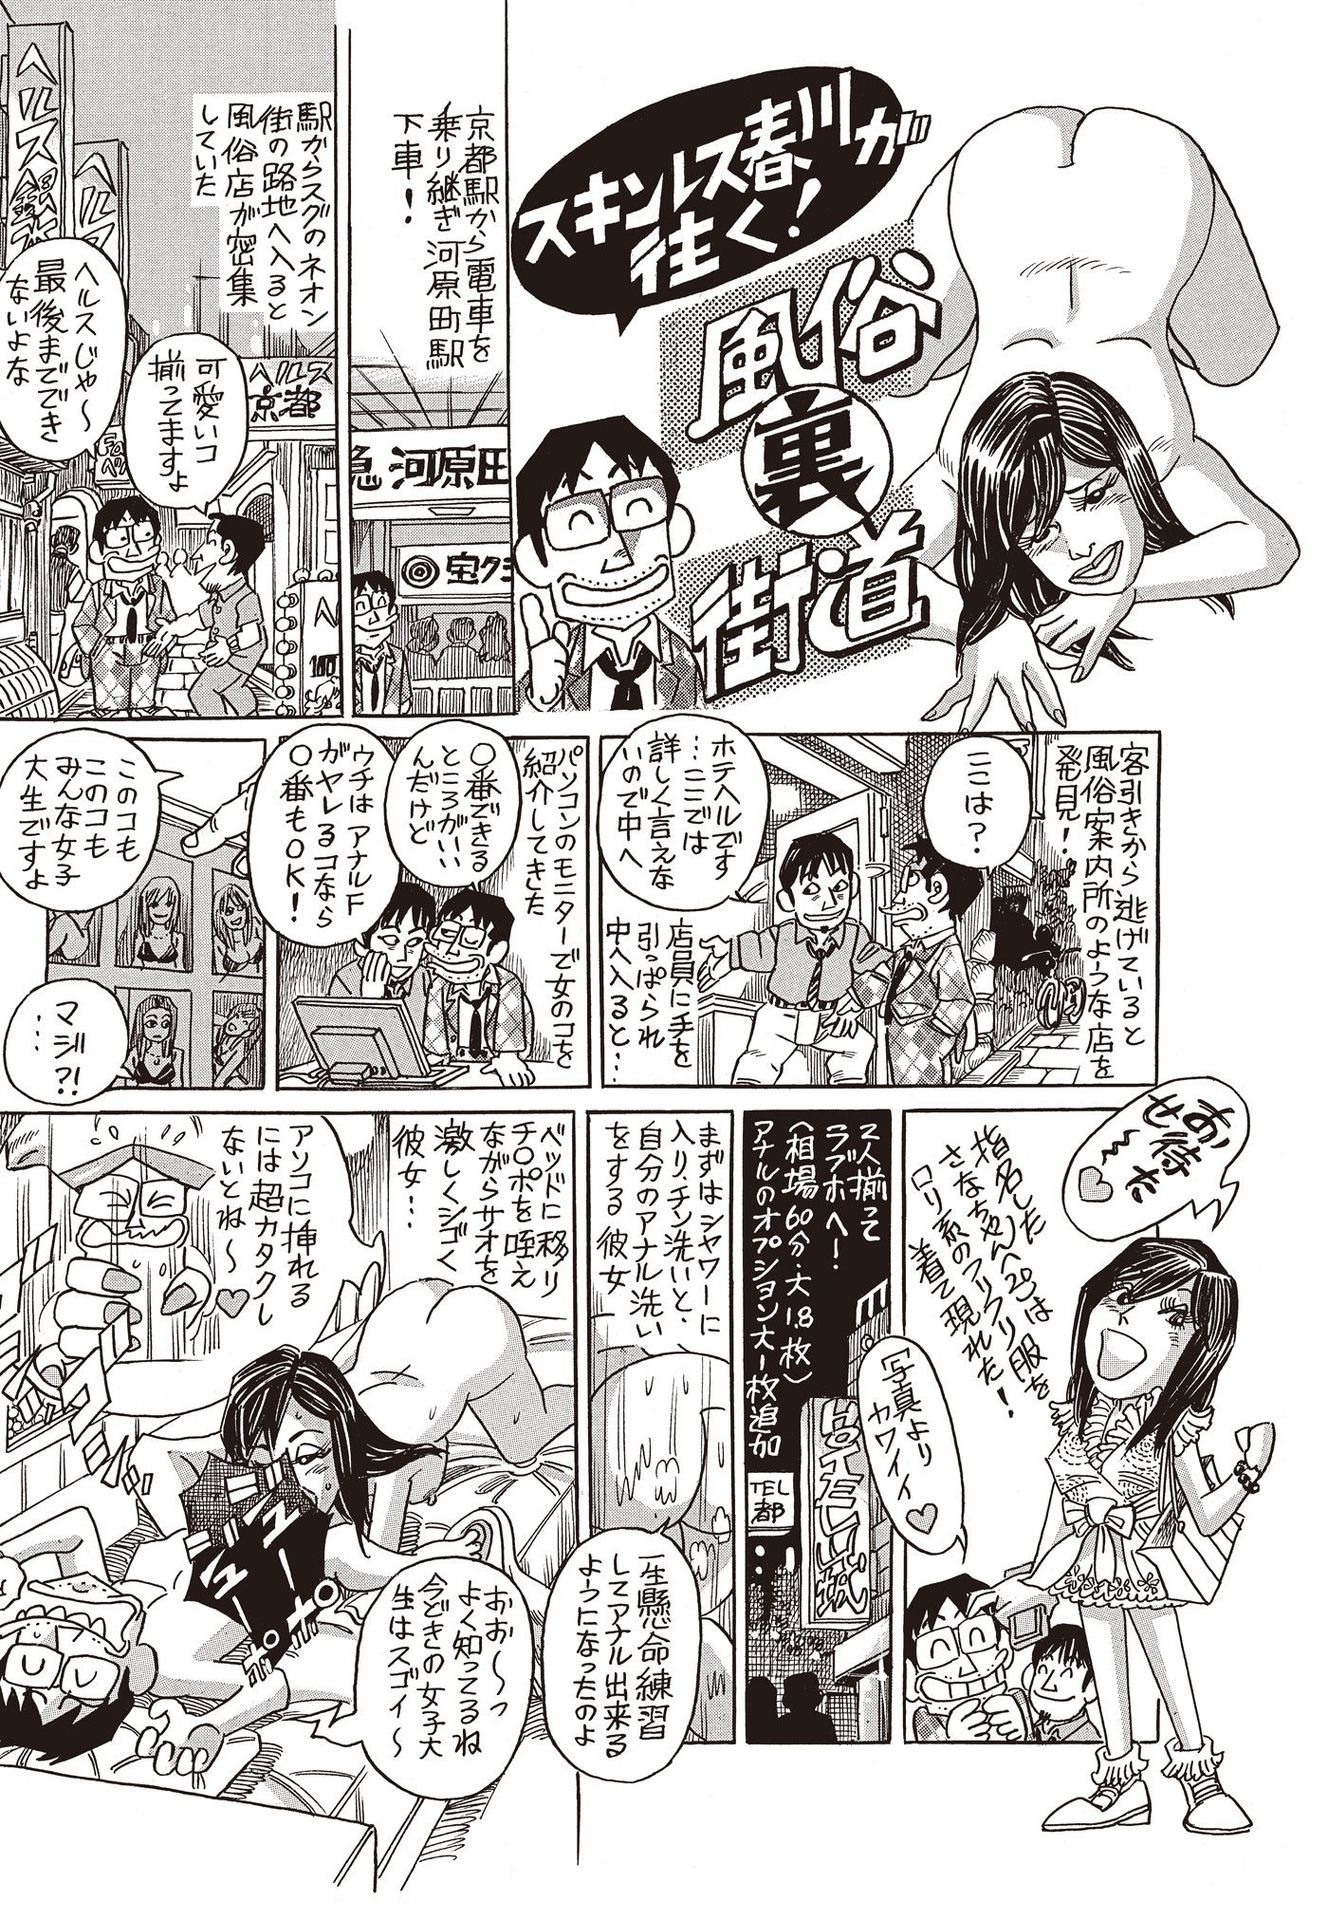 スキンレス春川が
往く！
風俗
裏
街道
京都駅から電車を
乗り継ぎ河原町駅
下車！
急河原田
宝クジ
駅からスグのネオン
街の路地へ入ると
風俗店が密集
していた
ヘルス
京都
ヘルス
可愛いコ
揃ってますよ
ヘルスじゃ〜
最後まででき
ないよな
客引きから逃げていると
風俗案内所のような店を
発見！
ここは？
ホテヘルです
…ここでは
詳しく言えな
いので中へ
店員に手を
引っぱられ
中へ入ると…
パソコンのモニターで女のコを
紹介してきた
〇番できる
ところがいい
んだけど
ウチはアナルF
がヤレるコなら
〇番もOK！
このコも
このコも
みんな女子
大生ですよ
マジ?!
…
お待た
せ〜♡
指名した
さなちゃん〈20〉は
ロリ系のフリフリ服を
着て現れた！
写真より
カワイイ
♡
2人揃って
ラブホへ！
〈相場60分・大1.8枚〉
アナルのオプション大一枚追加
TEL
都
まずはシャワーに
入り、チン洗いと、
自分のアナル洗い
をする彼女
一生懸命練習
してアナル出来る
ようになったのよ
ベッドに移り
チ〇ポを咥え
ながらサオを
激しくシゴく
彼女…
アソコに挿れる
には超カタクし
ないとね〜
♡
ジューー
ポポ
おお〜っ
よく知ってるね
今どきの女子大
生はスゴイ〜